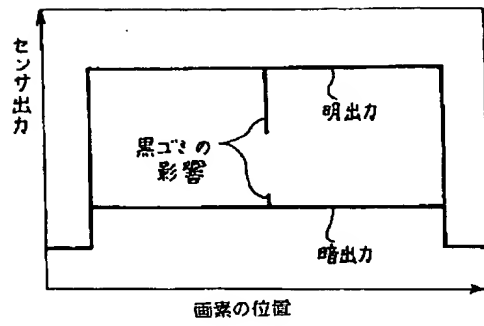 センサ出力
明出力
黒ゴミの
影響
暗出力
画素の位置